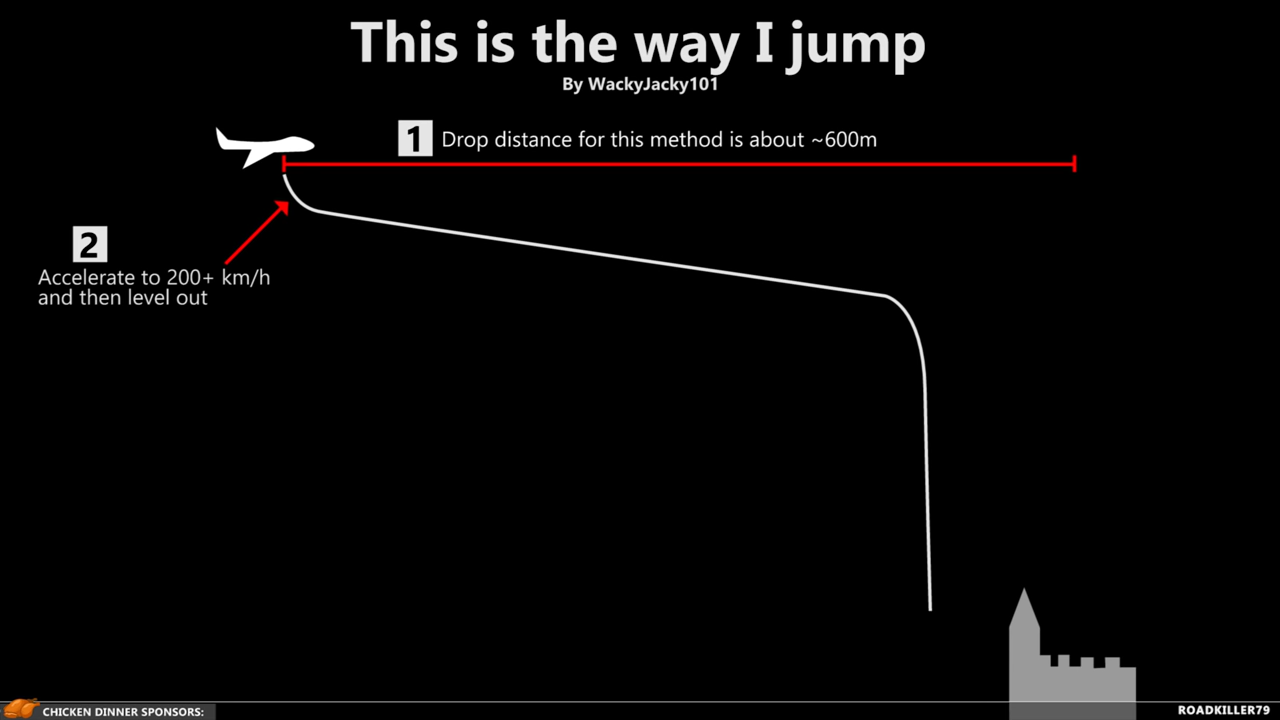 This is the way I jump
By WackyJacky101
1 Drop distance for this method is about ~600m
2
Accelerate to 200+ km/h
and then level out
CHICKEN DINNER SPONSORS:
ROADKILLER79